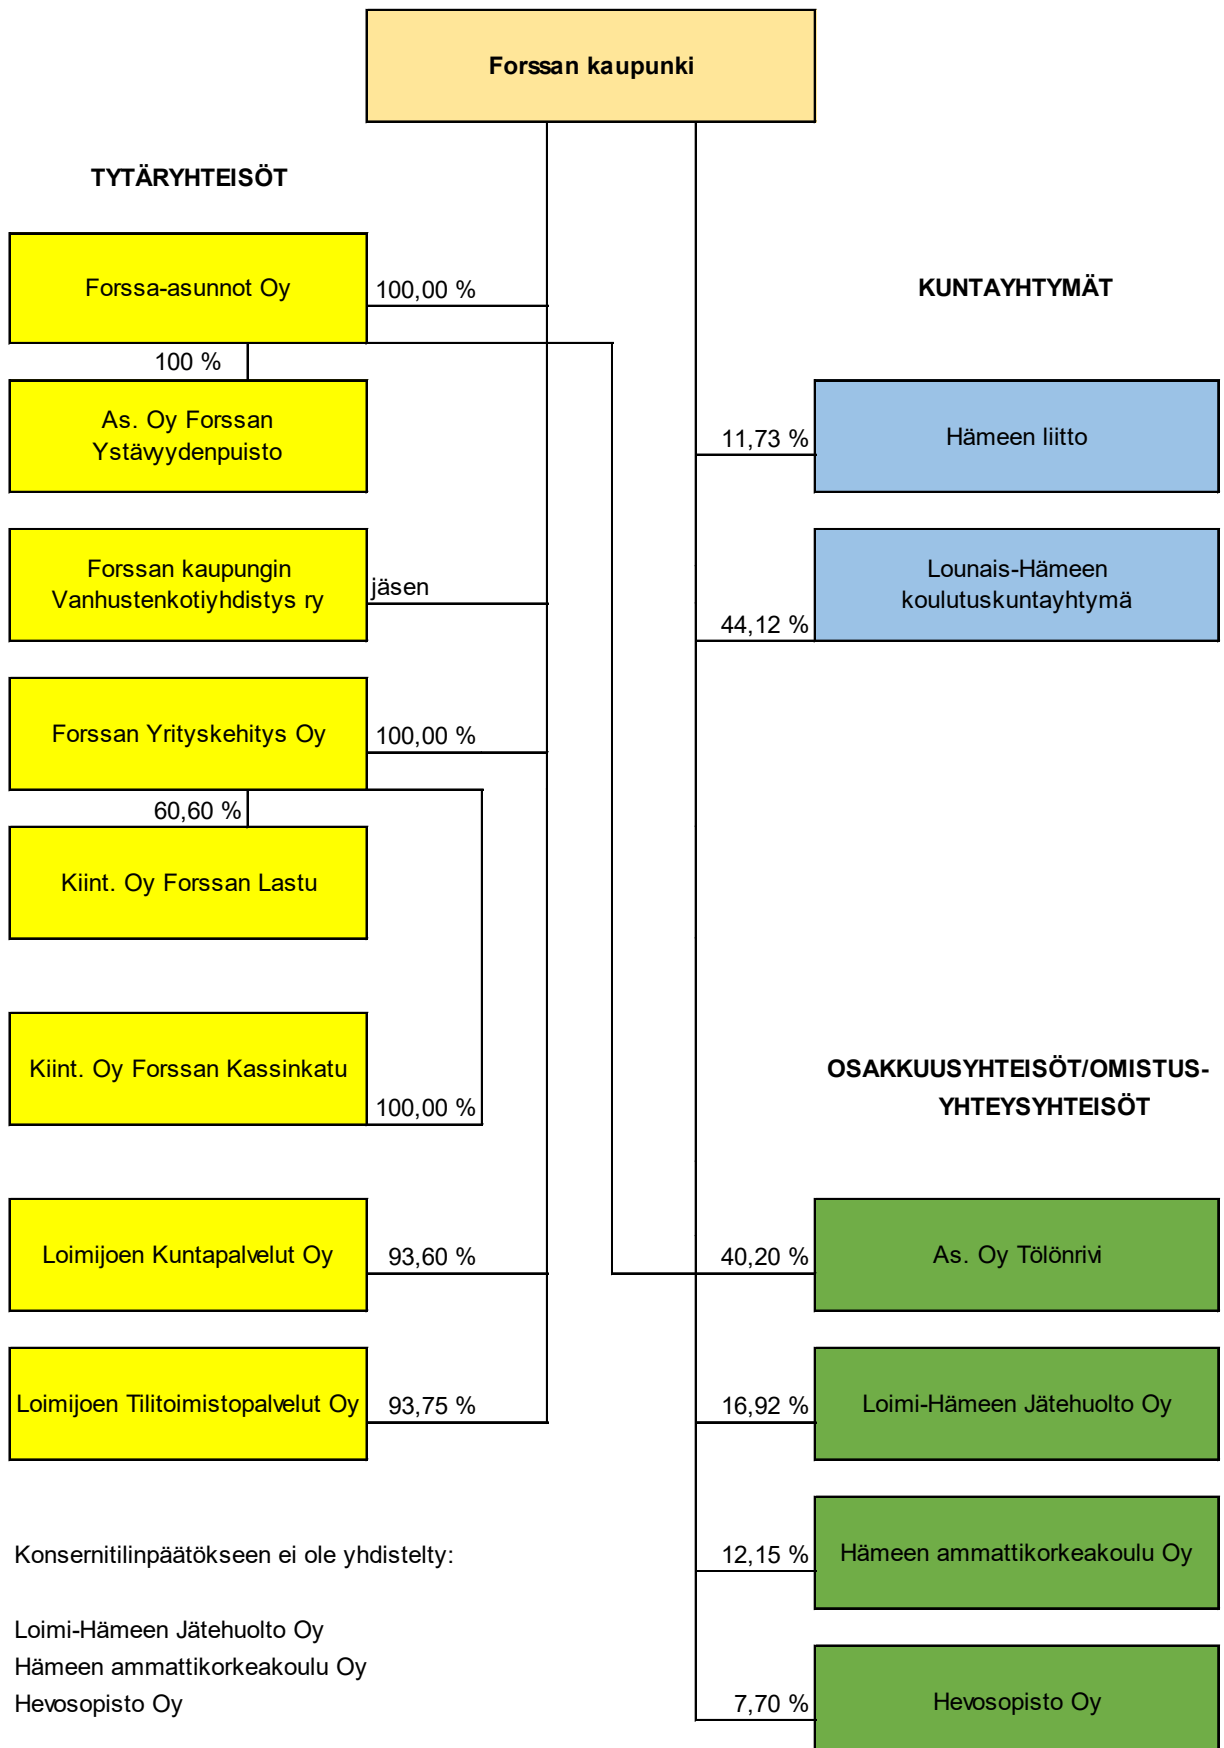 Forssan kaupunki
TYTÄRYHTEISÖT
Forssa-asunnot Oy
100,00 %
KUNTAYHTYMÄT
100 %
As. Oy Forssan
Ystävyydenpuisto
11,73 %
Hämeen liitto
Forssan kaupungin
Vanhustenkotiyhdistys ry
jäsen
Lounais-Hämeen
koulutuskuntayhtymä
44,12 %
Forssan Yrityskehitys Oy
100,00 %
60,60 %
Kiint. Oy Forssan Lastu
Kiint. Oy Forssan Kassinkatu
100,00 %
OSAKKUUSYHTEISÖT/OMISTUS-
YHTEYSYHTEISÖT
Loimijoen Kuntapalvelut Oy
93,60 %
40,20 %
As. Oy Tölönrivi
Loimijoen Tilitoimistopalvelut Oy
93,75 %
16,92 %
Loimi-Hämeen Jätehuolto Oy
Konsernitilinpäätökseen ei ole yhdistelty:
12,15 %
Hämeen ammattikorkeakoulu Oy
Loimi-Hämeen Jätehuolto Oy
Hämeen ammattikorkeakoulu Oy
Hevosopisto Oy
7,70 %
Hevosopisto Oy